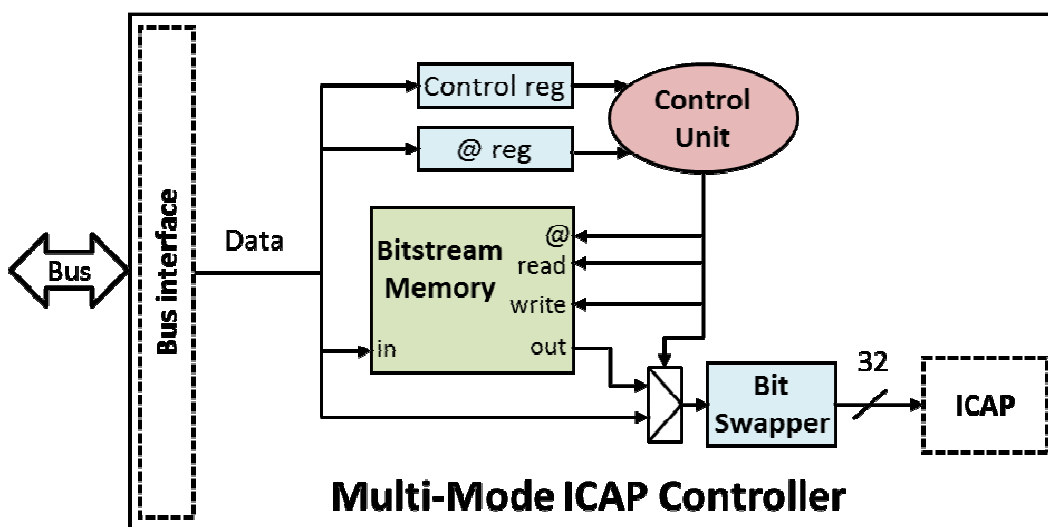 Control reg
Control
Unit
@ reg
Bus interface
Data
Bus
Bitstream
Memory
@
read
write
in
out
32
Bit
Swapper
ICAP
Multi-Mode ICAP Controller